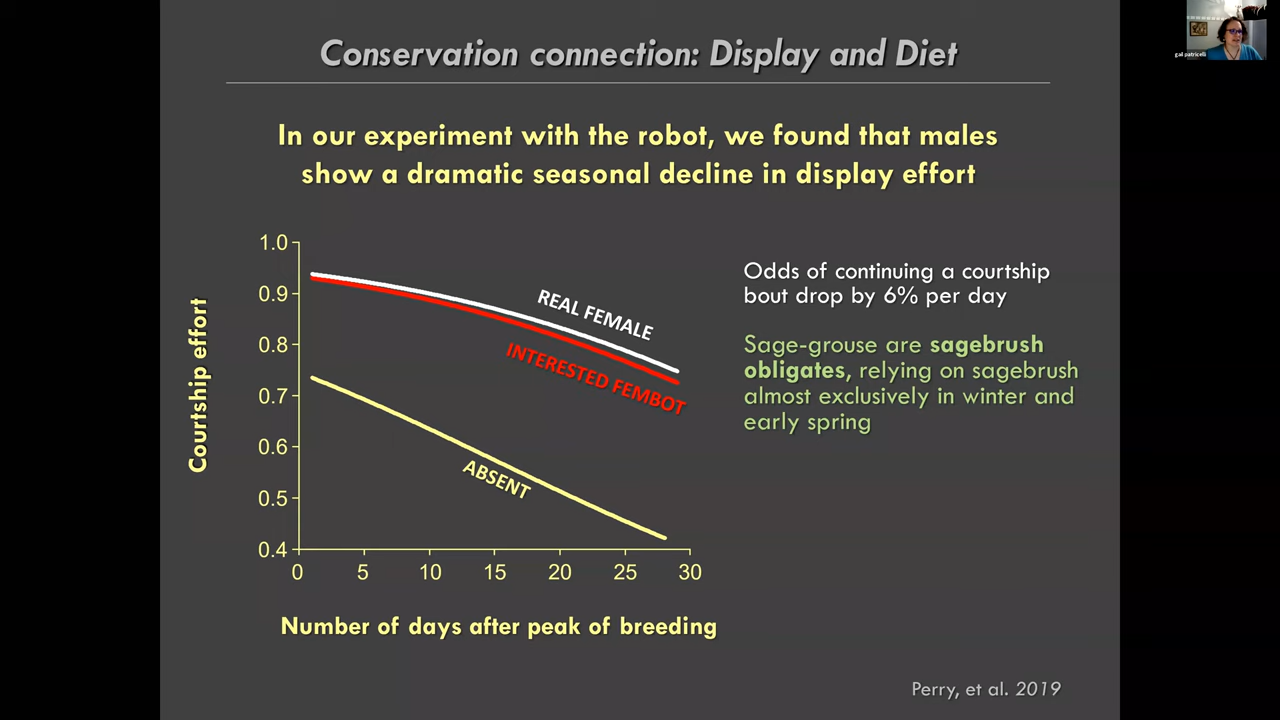 Conservation connection: Display and Diet
gail patricelli
In our experiment with the robot, we found that males
show a dramatic seasonal decline in display effort
Courtship effort
1.0
0.9
0.8
0.7
0.6
0.5
0.4
0
5
10
15
20
25
30
REAL FEMALE
INTERESTED FEMBOT
ABSENT
Number of days after peak of breeding
Odds of continuing a courtship
bout drop by 6% per day
Sage-grouse are sagebrush
obligates, relying on sagebrush
almost exclusively in winter and
early spring
Perry, et al. 2019